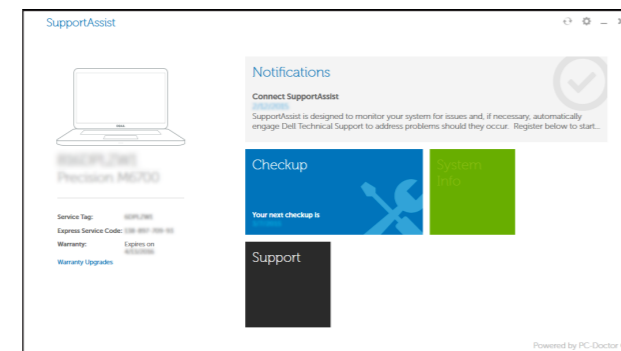 SupportAssist
Notifications
Connect SupportAssist
SupportAssist is designed to monitor your system for issues and, if necessary, automatically
engage Dell Technical Support to address problems should they occur. Register below to start...
Precision M6700
Checkup
System
Info
Your next checkup is
Service Tag:
Express Service Code:
Warranty: Expires on
Warranty Upgrades
Support
Powered by PC-Doctor